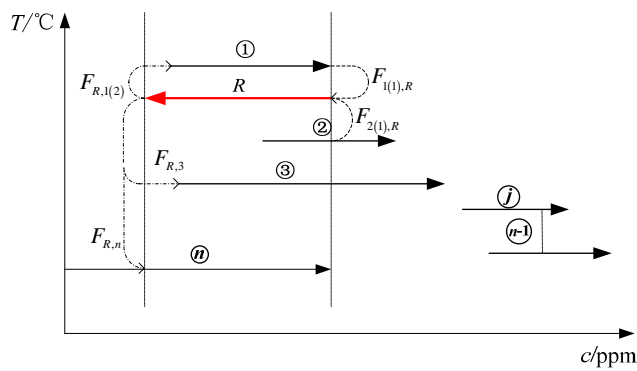 T/℃
①
F_{R,1(2)}
R
F_{1(1),R}
②
F_{2(1),R}
F_{R,3}
③
j
n-1
F_{R,n}
n
c/ppm